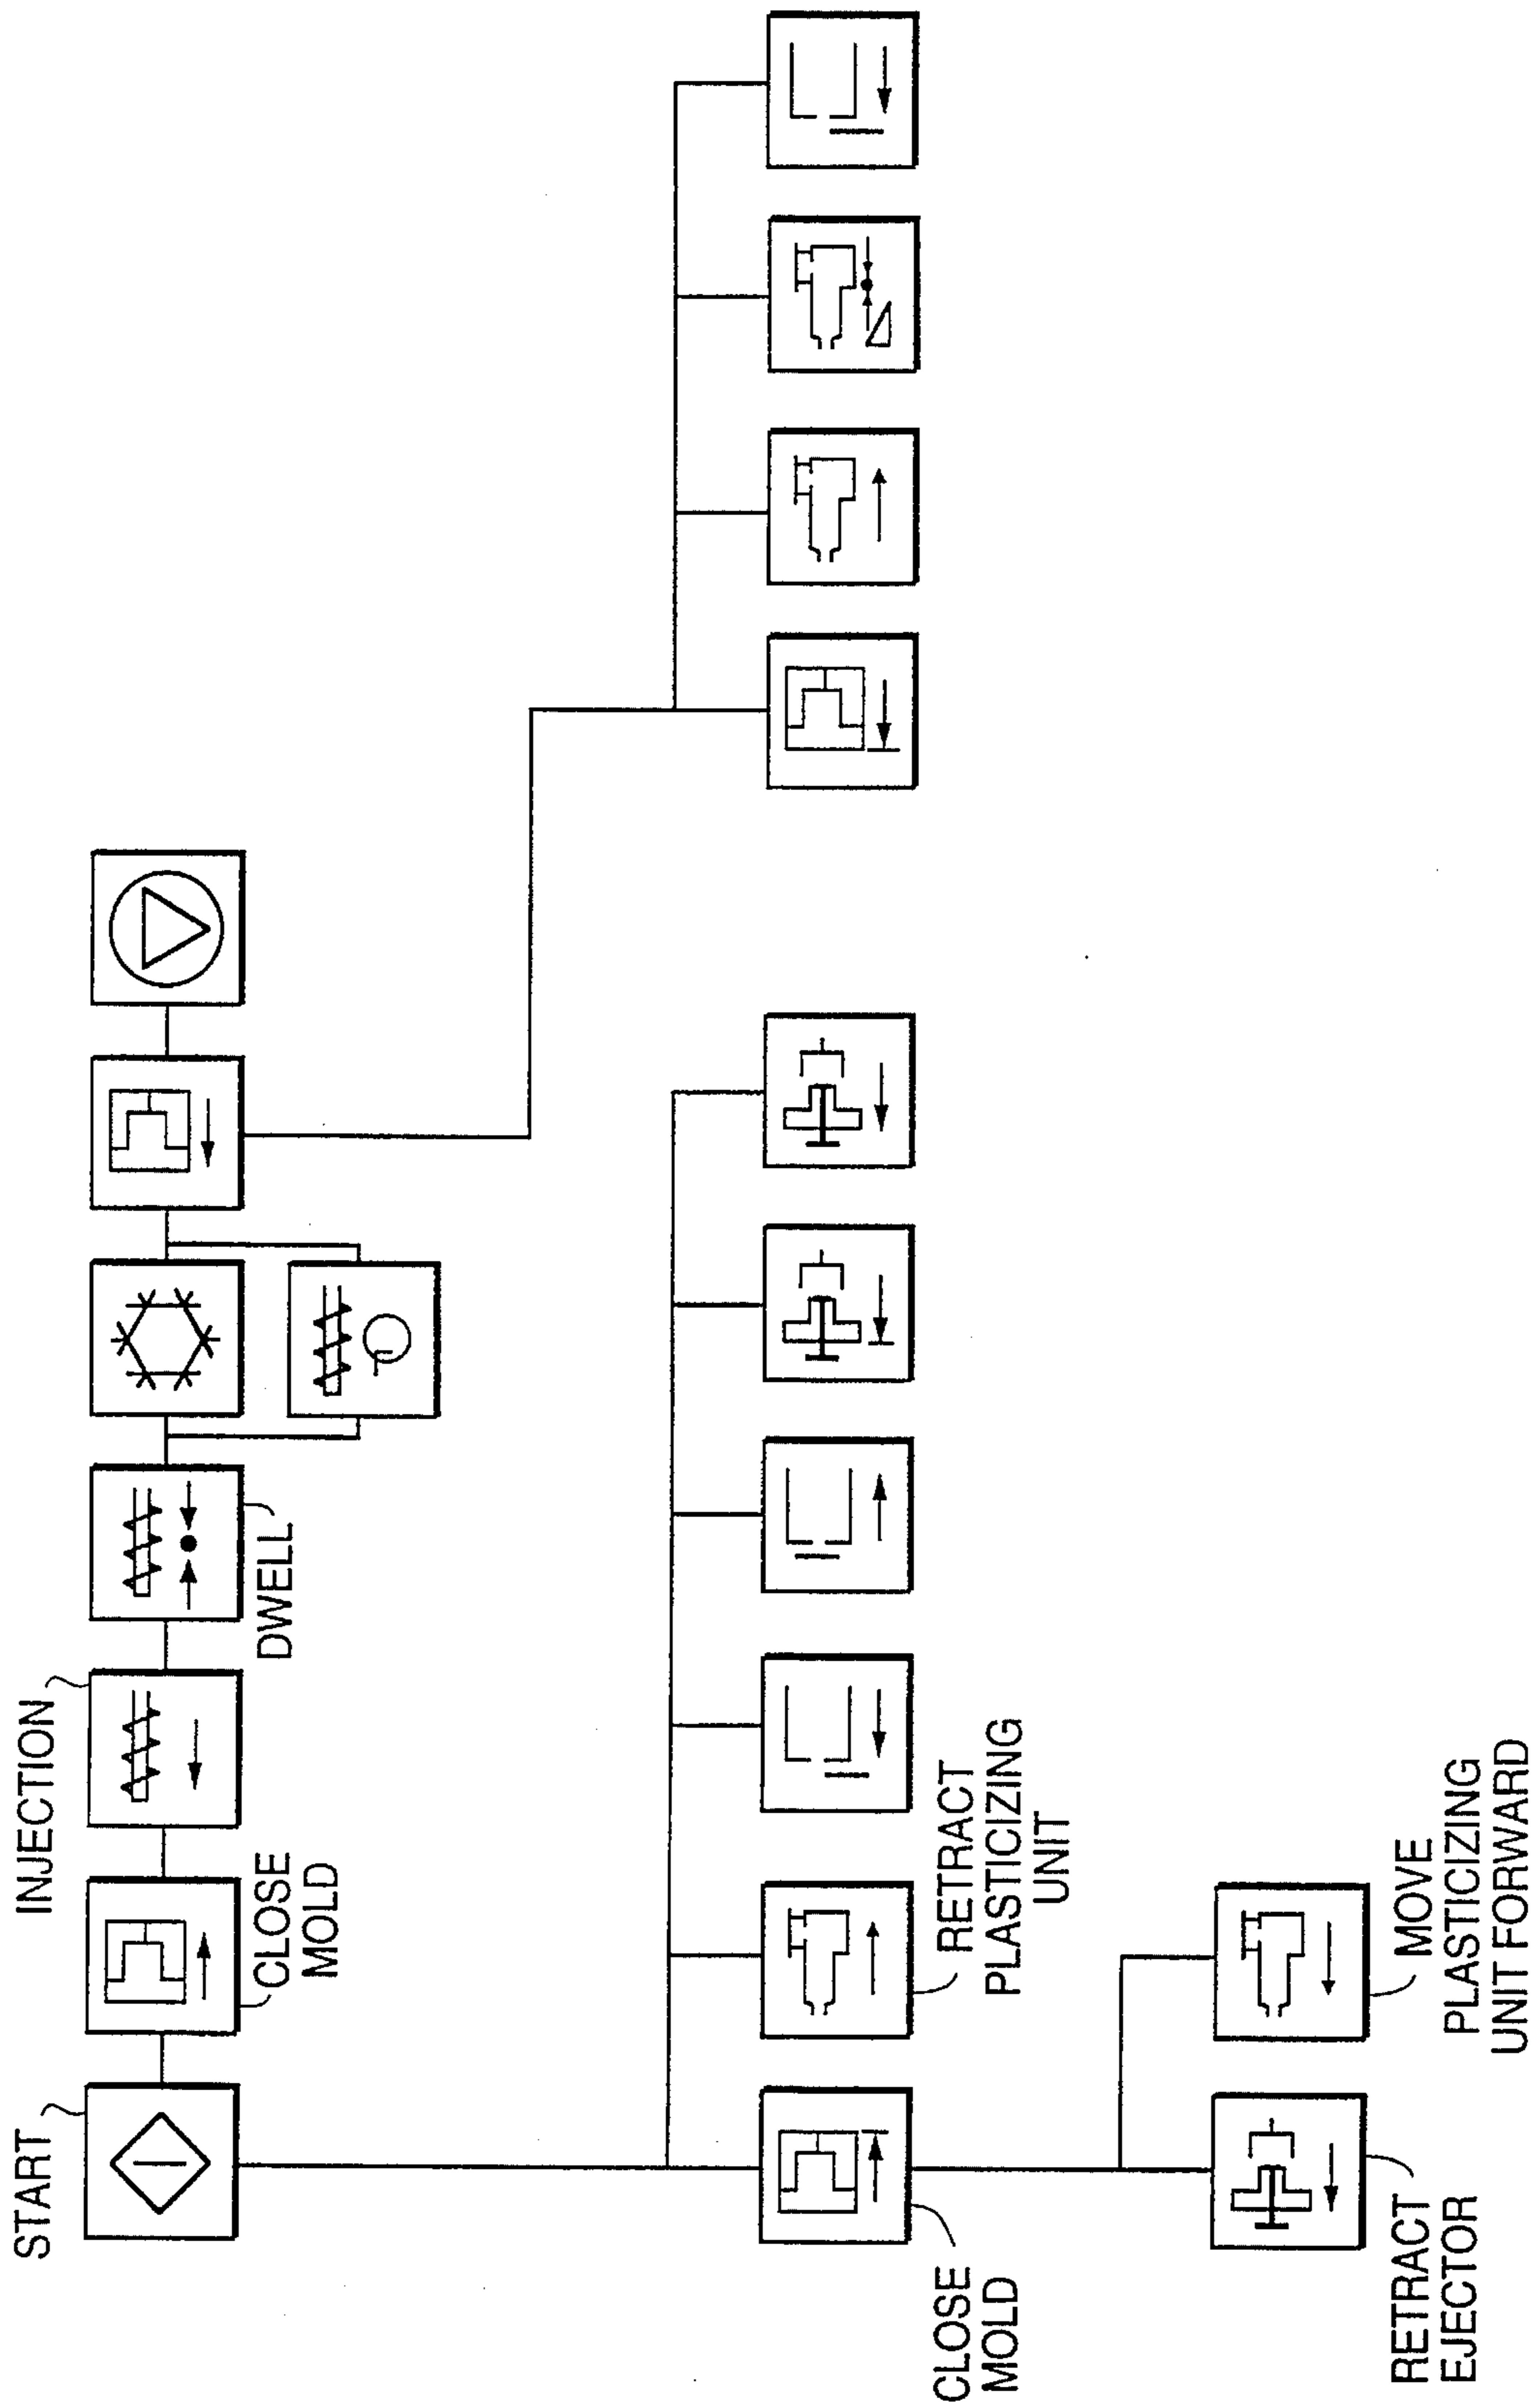 START
CLOSE
MOLD
INJECTION
DWELL
CLOSE
MOLD
RETRACT
PLASTICIZING
UNIT
RETRACT
EJECTOR
MOVE
PLASTICIZING
UNIT FORWARD